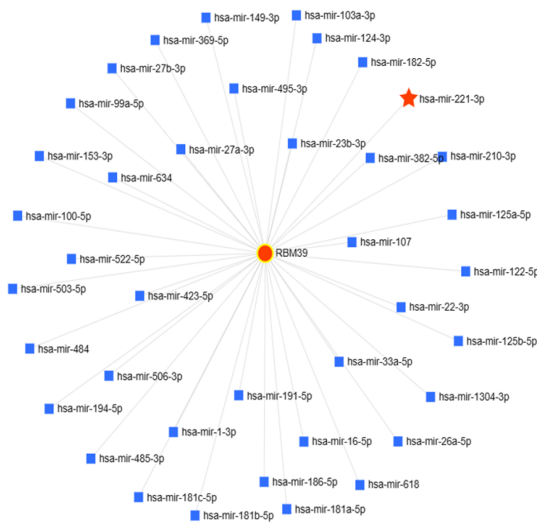 hsa-mir-103a-3p
hsa-mir-149-3p
hsa-mir-124-3p
hsa-mir-369-5p
hsa-mir-182-5p
hsa-mir-27b-3p
hsa-mir-495-3p
hsa-mir-221-3p
hsa-mir-99a-5p
hsa-mir-23b-3p
hsa-mir-27a-3p
hsa-mir-153-3p
hsa-mir-382-5p
hsa-mir-210-3p
hsa-mir-634
hsa-mir-100-5p
hsa-mir-125a-5p
hsa-mir-107
RBM39
hsa-mir-522-5p
hsa-mir-122-5p
hsa-mir-503-5p
hsa-mir-423-5p
hsa-mir-22-3p
hsa-mir-125b-5p
hsa-mir-484
hsa-mir-33a-5p
hsa-mir-506-3p
hsa-mir-191-5p
hsa-mir-1304-3p
hsa-mir-194-5p
hsa-mir-1-3p
hsa-mir-16-5p
hsa-mir-26a-5p
hsa-mir-485-3p
hsa-mir-186-5p
hsa-mir-618
hsa-mir-181c-5p
hsa-mir-181a-5p
hsa-mir-181b-5p